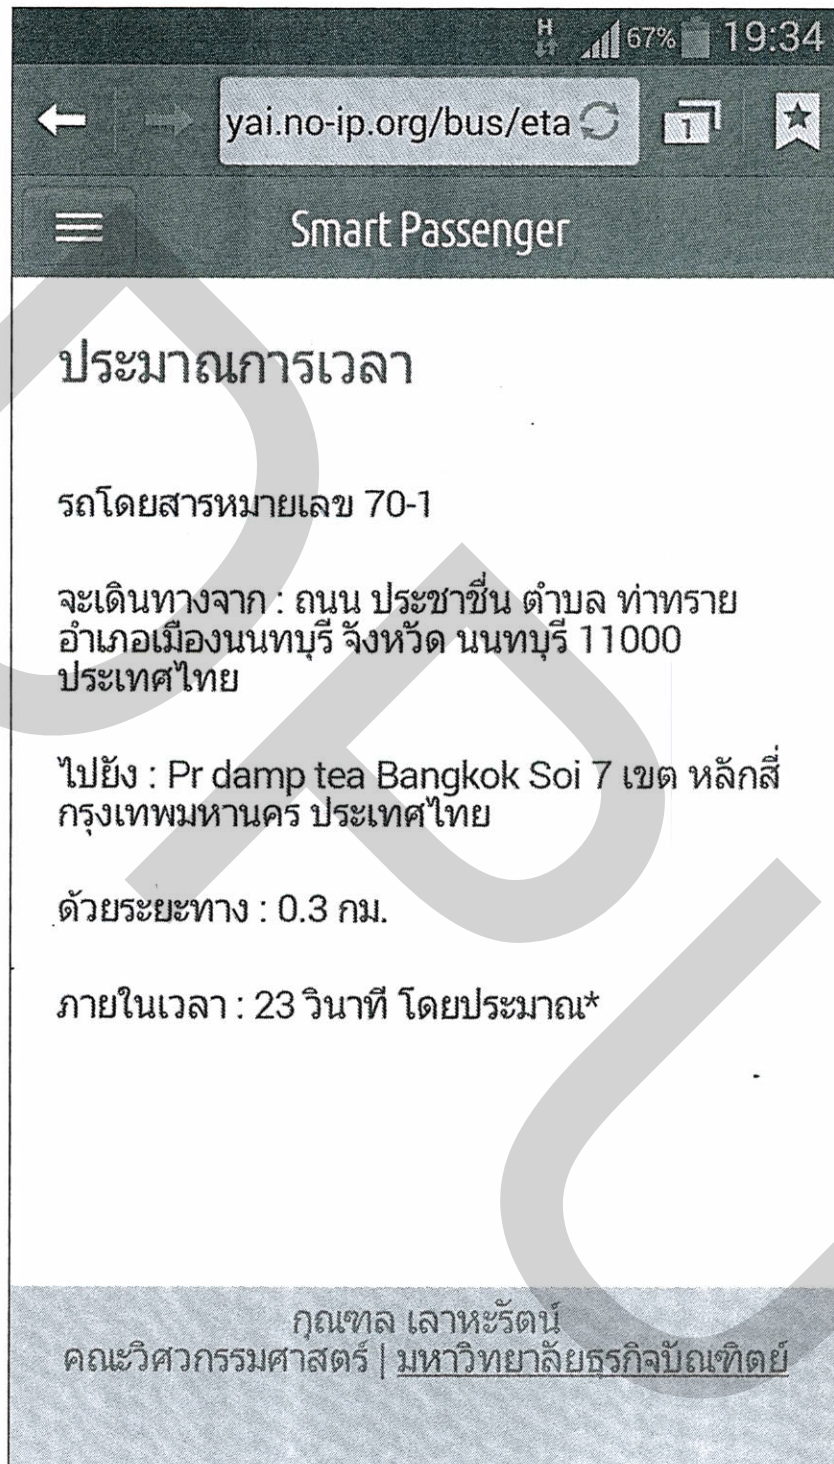 H 67% 19:34
yai.no-ip.org/bus/eta 1
Smart Passenger
ประมาณการเวลา
รถโดยสารหมายเลข 70-1
จะเดินทางจาก : ถนน ประชาชื่น ตำบล ท่าทราย
อำเภอเมืองนนทบุรี จังหวัด นนทบุรี 11000
ประเทศไทย
ไปยัง : Pr damp tea Bangkok Soi 7 เขต หลักสี่
กรุงเทพมหานคร ประเทศไทย
ด้วยระยะทาง : 0.3 กม.
ภายในเวลา : 23 วินาที โดยประมาณ*
กุณฑล เลาหะรัตน์
คณะวิศวกรรมศาสตร์ | มหาวิทยาลัยธุรกิจบัณฑิตย์
DPU